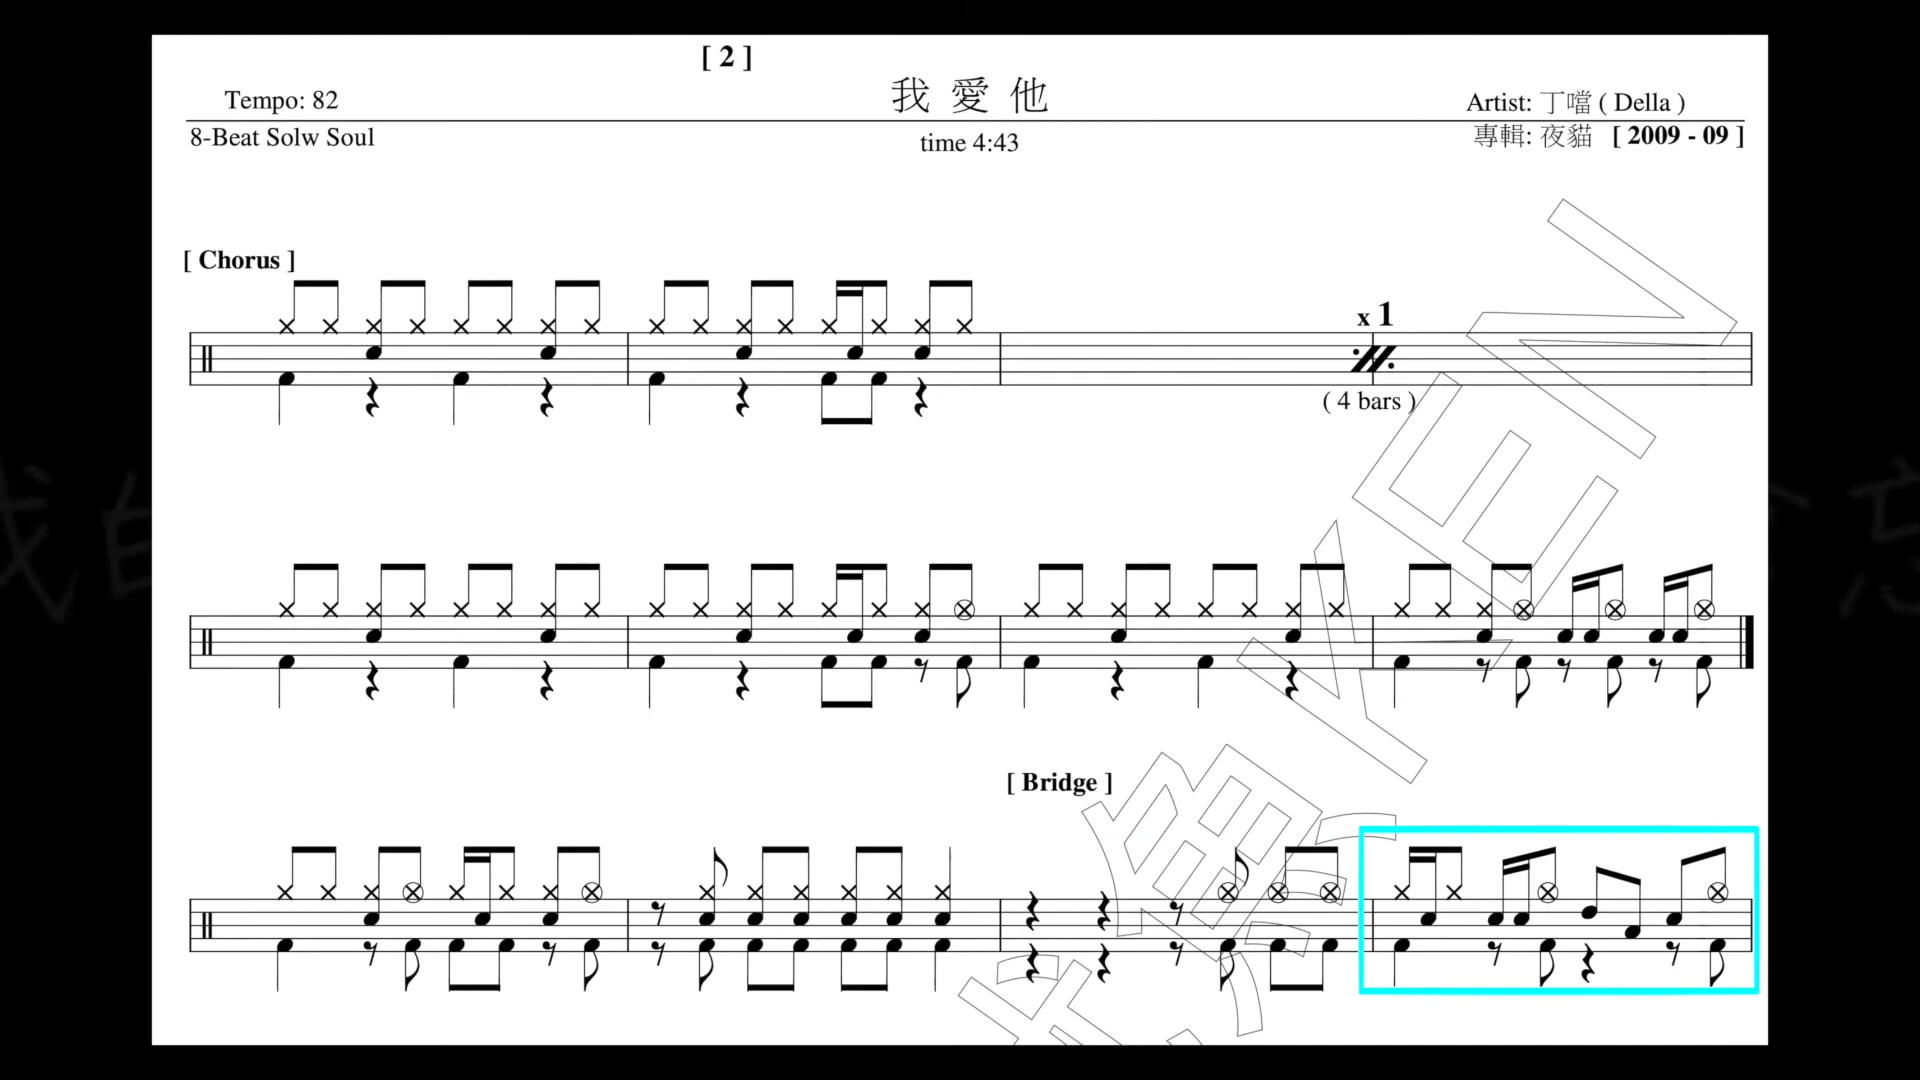 [ 2 ]
我 愛 他
Tempo: 82
Artist: 丁噹 ( Della )
8-Beat Solw Soul
time 4:43
專輯: 夜貓 [ 2009 - 09 ]
[ Chorus ]
x 1
( 4 bars )
[ Bridge ]